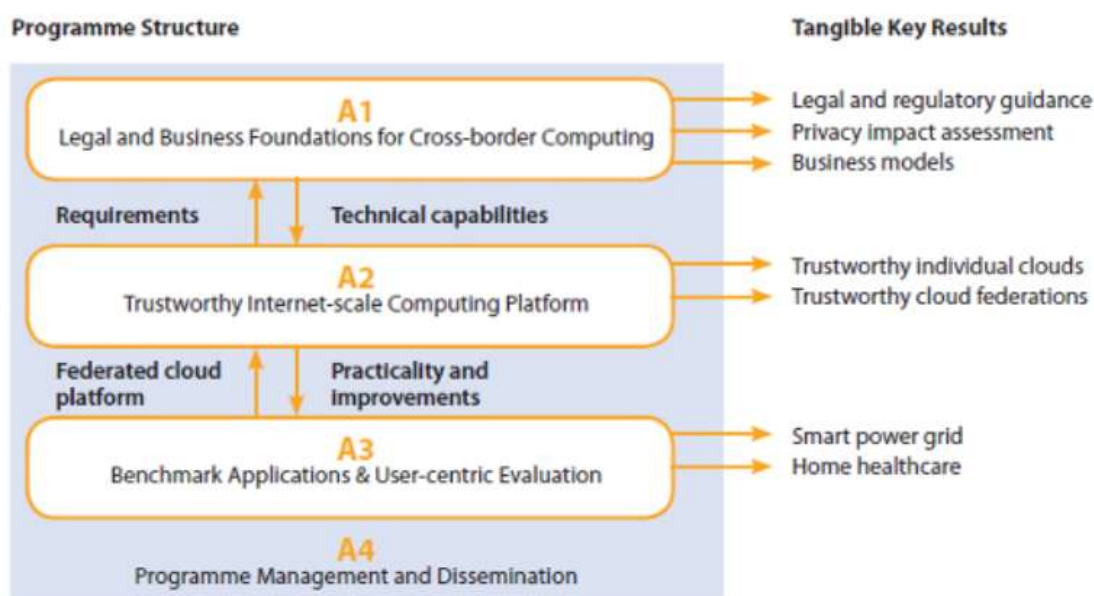 Programme Structure
Tangible Key Results
A1
Legal and Business Foundations for Cross-border Computing
Legal and regulatory guidance
Privacy impact assessment
Business models
Requirements
Technical capabilities
A2
Trustworthy Internet-scale Computing Platform
Trustworthy individual clouds
Trustworthy cloud federations
Federated cloud
platform
Practicality and
improvements
A3
Benchmark Applications & User-centric Evaluation
Smart power grid
Home healthcare
A4
Programme Management and Dissemination